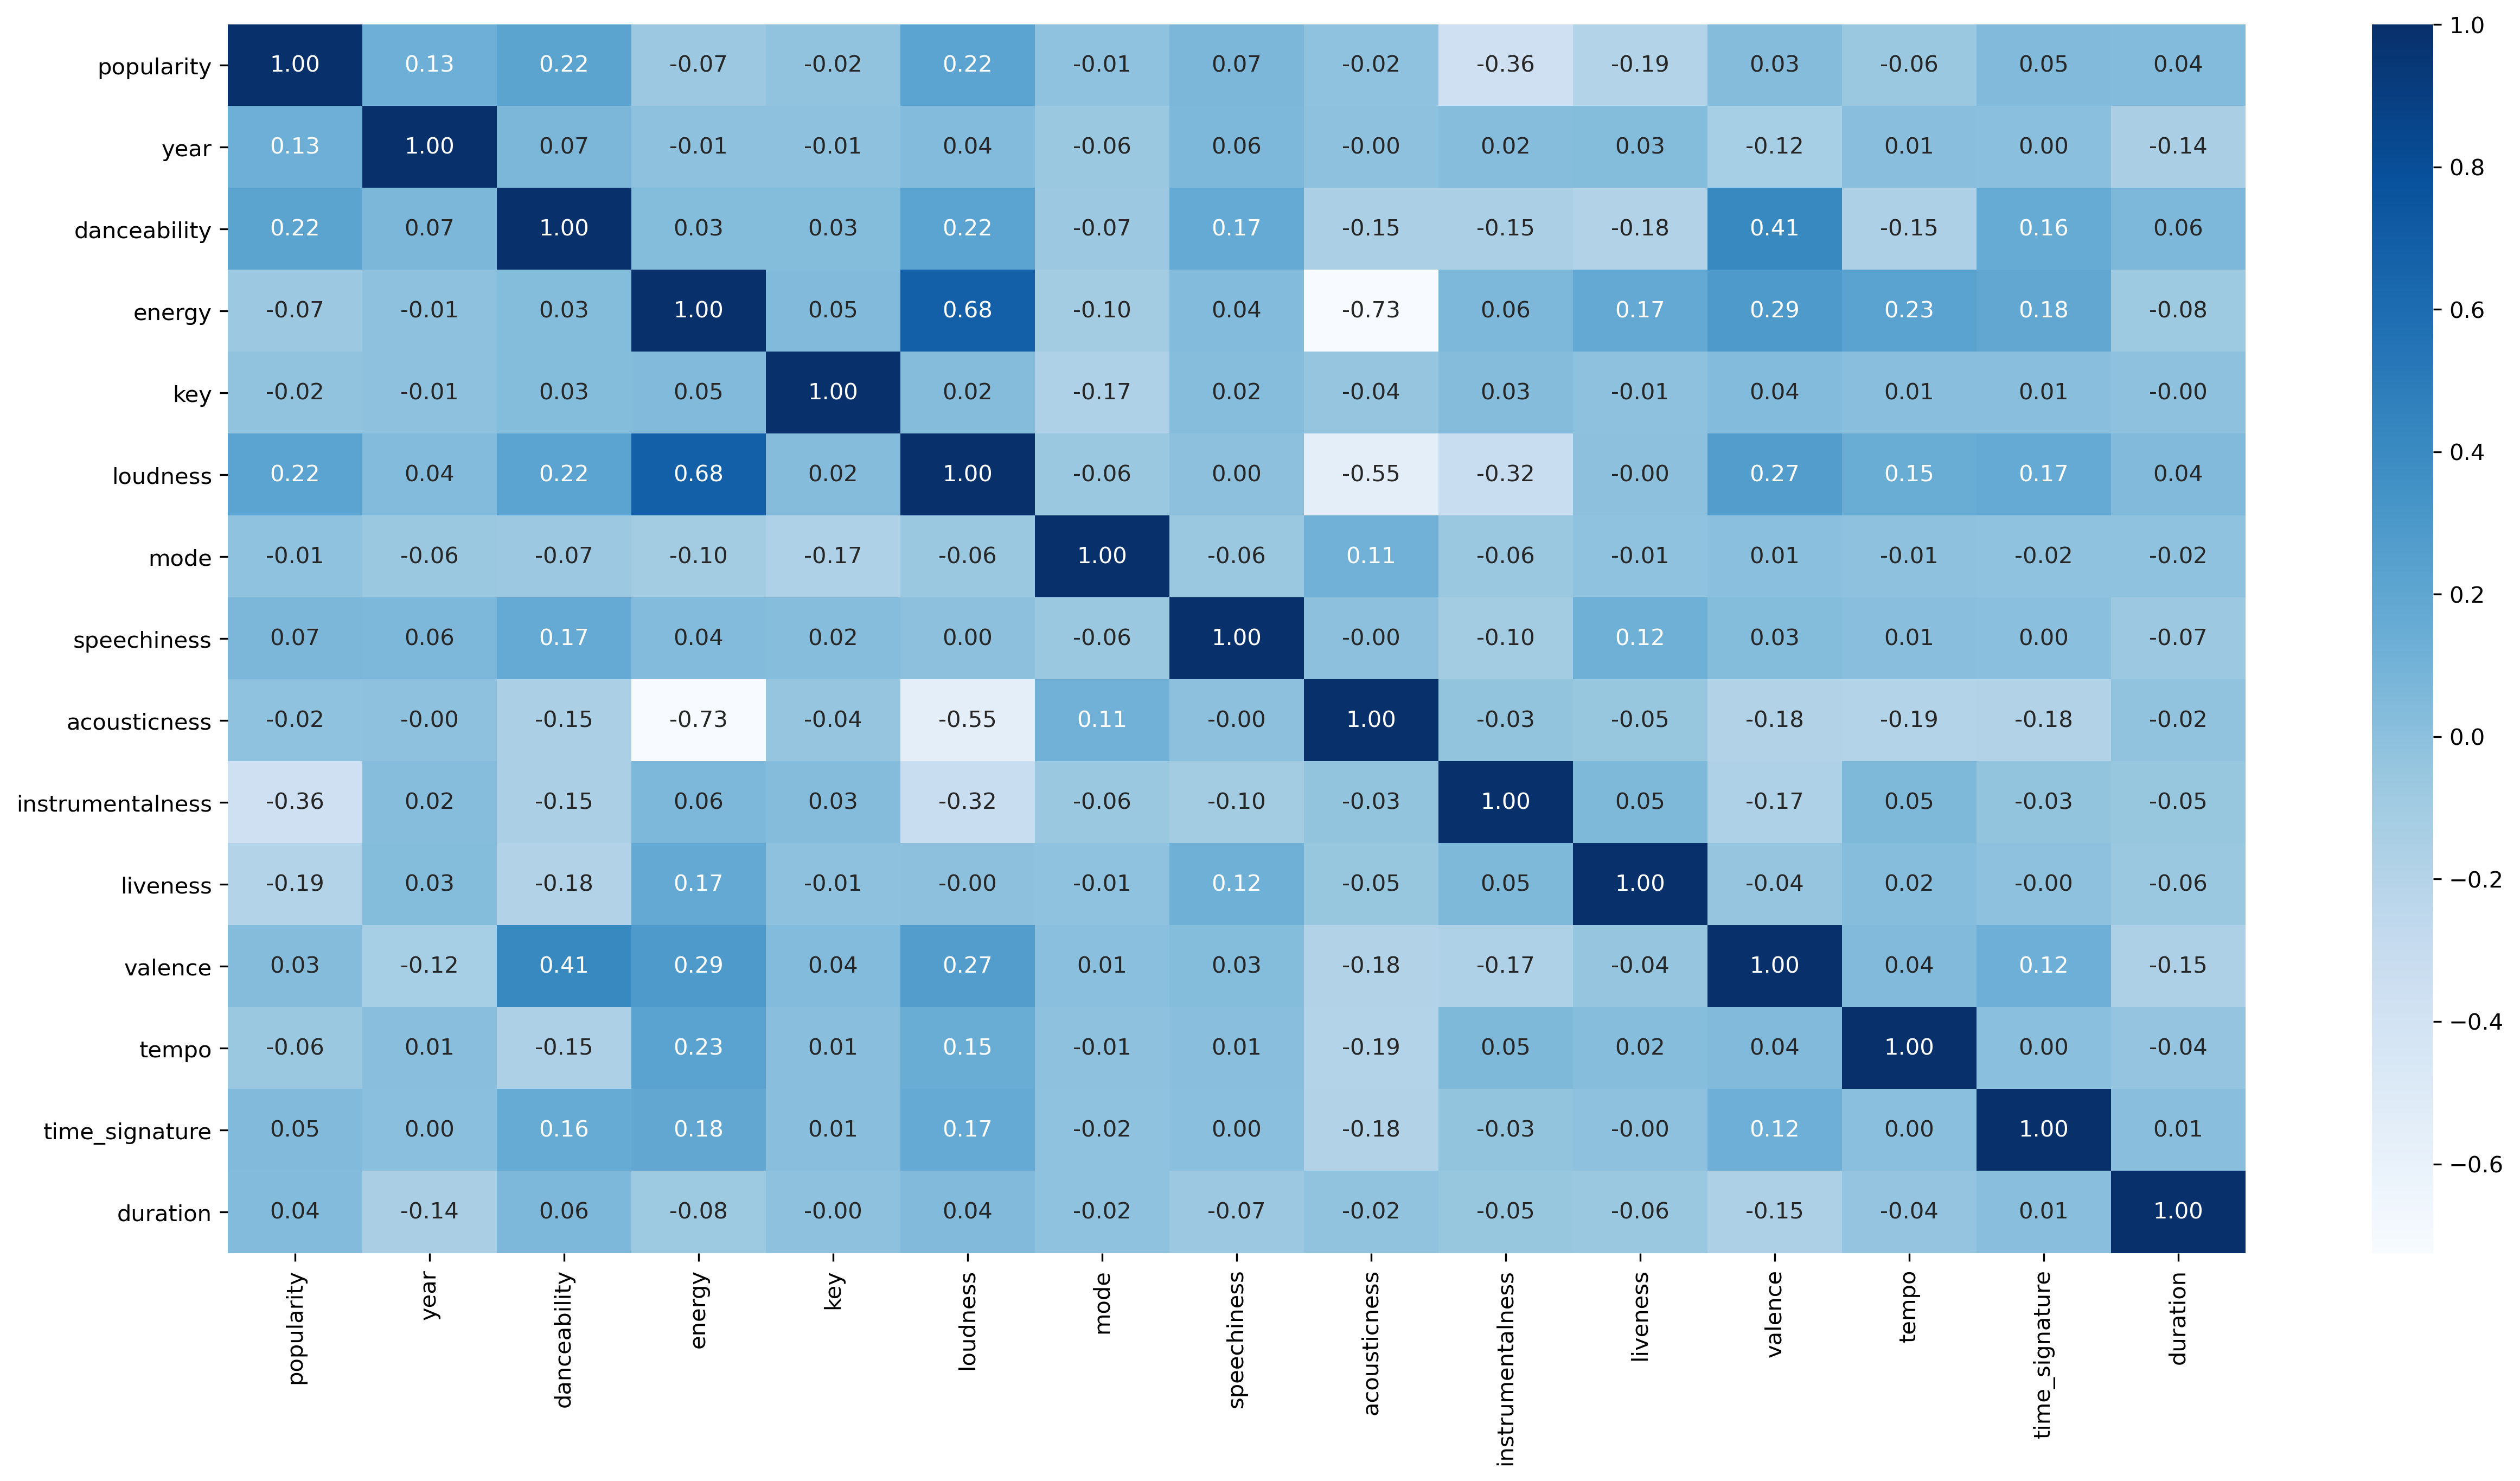 popularity 1.00 0.13 0.22 -0.07 -0.02 0.22 -0.01 0.07 -0.02 -0.36 -0.19 0.03 -0.06 0.05 0.04
year 0.13 1.00 0.07 -0.01 -0.01 0.04 -0.06 0.06 -0.00 0.02 0.03 -0.12 0.01 0.00 -0.14
danceability 0.22 0.07 1.00 0.03 0.03 0.22 -0.07 0.17 -0.15 -0.15 -0.18 0.41 -0.15 0.16 0.06
energy -0.07 -0.01 0.03 1.00 0.05 0.68 -0.10 0.04 -0.73 0.06 0.17 0.29 0.23 0.18 -0.08
key -0.02 -0.01 0.03 0.05 1.00 0.02 -0.17 0.02 -0.04 0.03 -0.01 0.04 0.01 0.01 -0.00
loudness 0.22 0.04 0.22 0.68 0.02 1.00 -0.06 0.00 -0.55 -0.32 -0.00 0.27 0.15 0.17 0.04
mode -0.01 -0.06 -0.07 -0.10 -0.17 -0.06 1.00 -0.06 0.11 -0.06 -0.01 0.01 -0.01 -0.02 -0.02
speechiness 0.07 0.06 0.17 0.04 0.02 0.00 -0.06 1.00 -0.00 -0.10 0.12 0.03 0.01 0.00 -0.07
acousticness -0.02 -0.00 -0.15 -0.73 -0.04 -0.55 0.11 -0.00 1.00 -0.03 -0.05 -0.18 -0.19 -0.18 -0.02
instrumentalness -0.36 0.02 -0.15 0.06 0.03 -0.32 -0.06 -0.10 -0.03 1.00 0.05 -0.17 0.05 -0.03 -0.05
liveness -0.19 0.03 -0.18 0.17 -0.01 -0.00 -0.01 0.12 -0.05 0.05 1.00 -0.04 0.02 -0.00 -0.06
valence 0.03 -0.12 0.41 0.29 0.04 0.27 0.01 0.03 -0.18 -0.17 -0.04 1.00 0.04 0.12 -0.15
tempo -0.06 0.01 -0.15 0.23 0.01 0.15 -0.01 0.01 -0.19 0.05 0.02 0.04 1.00 0.00 -0.04
time_signature 0.05 0.00 0.16 0.18 0.01 0.17 -0.02 0.00 -0.18 -0.03 -0.00 0.12 0.00 1.00 0.01
duration 0.04 -0.14 0.06 -0.08 -0.00 0.04 -0.02 -0.07 -0.02 -0.05 -0.06 -0.15 -0.04 0.01 1.00
popularity
year
danceability
energy
key
loudness
mode
speechiness
acousticness
instrumentalness
liveness
valence
tempo
time_signature
duration
1.0
0.8
0.6
0.4
0.2
0.0
−0.2
−0.4
−0.6